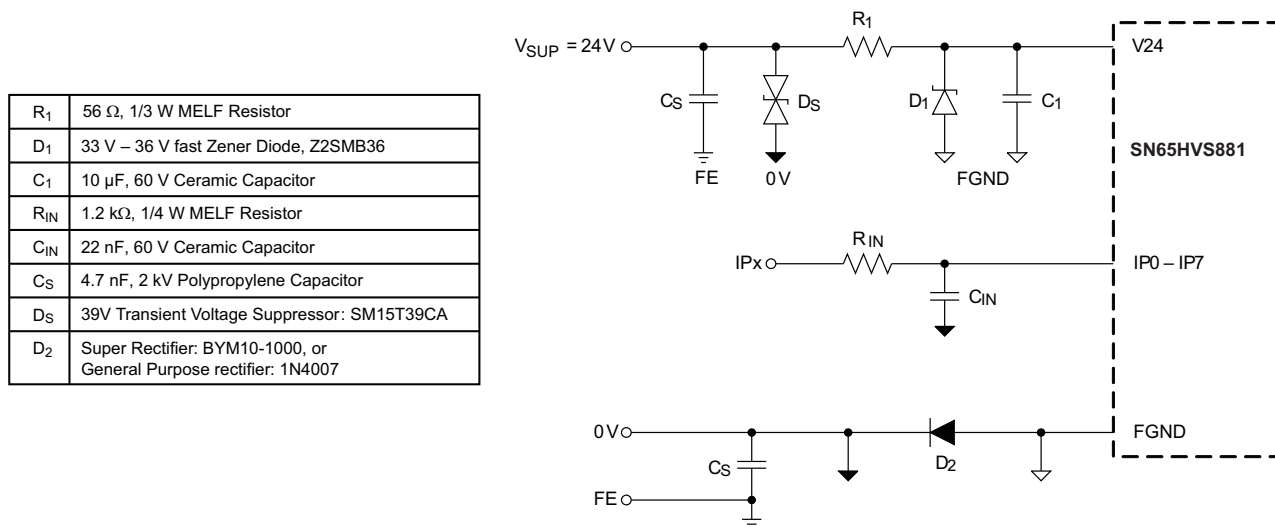 R1 56 Ω, 1/3 W MELF Resistor
D1 33 V – 36 V fast Zener Diode, Z2SMB36
C1 10 µF, 60 V Ceramic Capacitor
RIN 1.2 kΩ, 1/4 W MELF Resistor
CIN 22 nF, 60 V Ceramic Capacitor
CS 4.7 nF, 2 kV Polypropylene Capacitor
DS 39V Transient Voltage Suppressor: SM15T39CA
D2 Super Rectifier: BYM10-1000, or
General Purpose rectifier: 1N4007
R1
VSUP = 24V
V24
CS
DS
D1
C1
SN65HVS881
FE
0V
FGND
RIN
IPx
IP0 – IP7
CIN
0V
FGND
D2
CS
FE